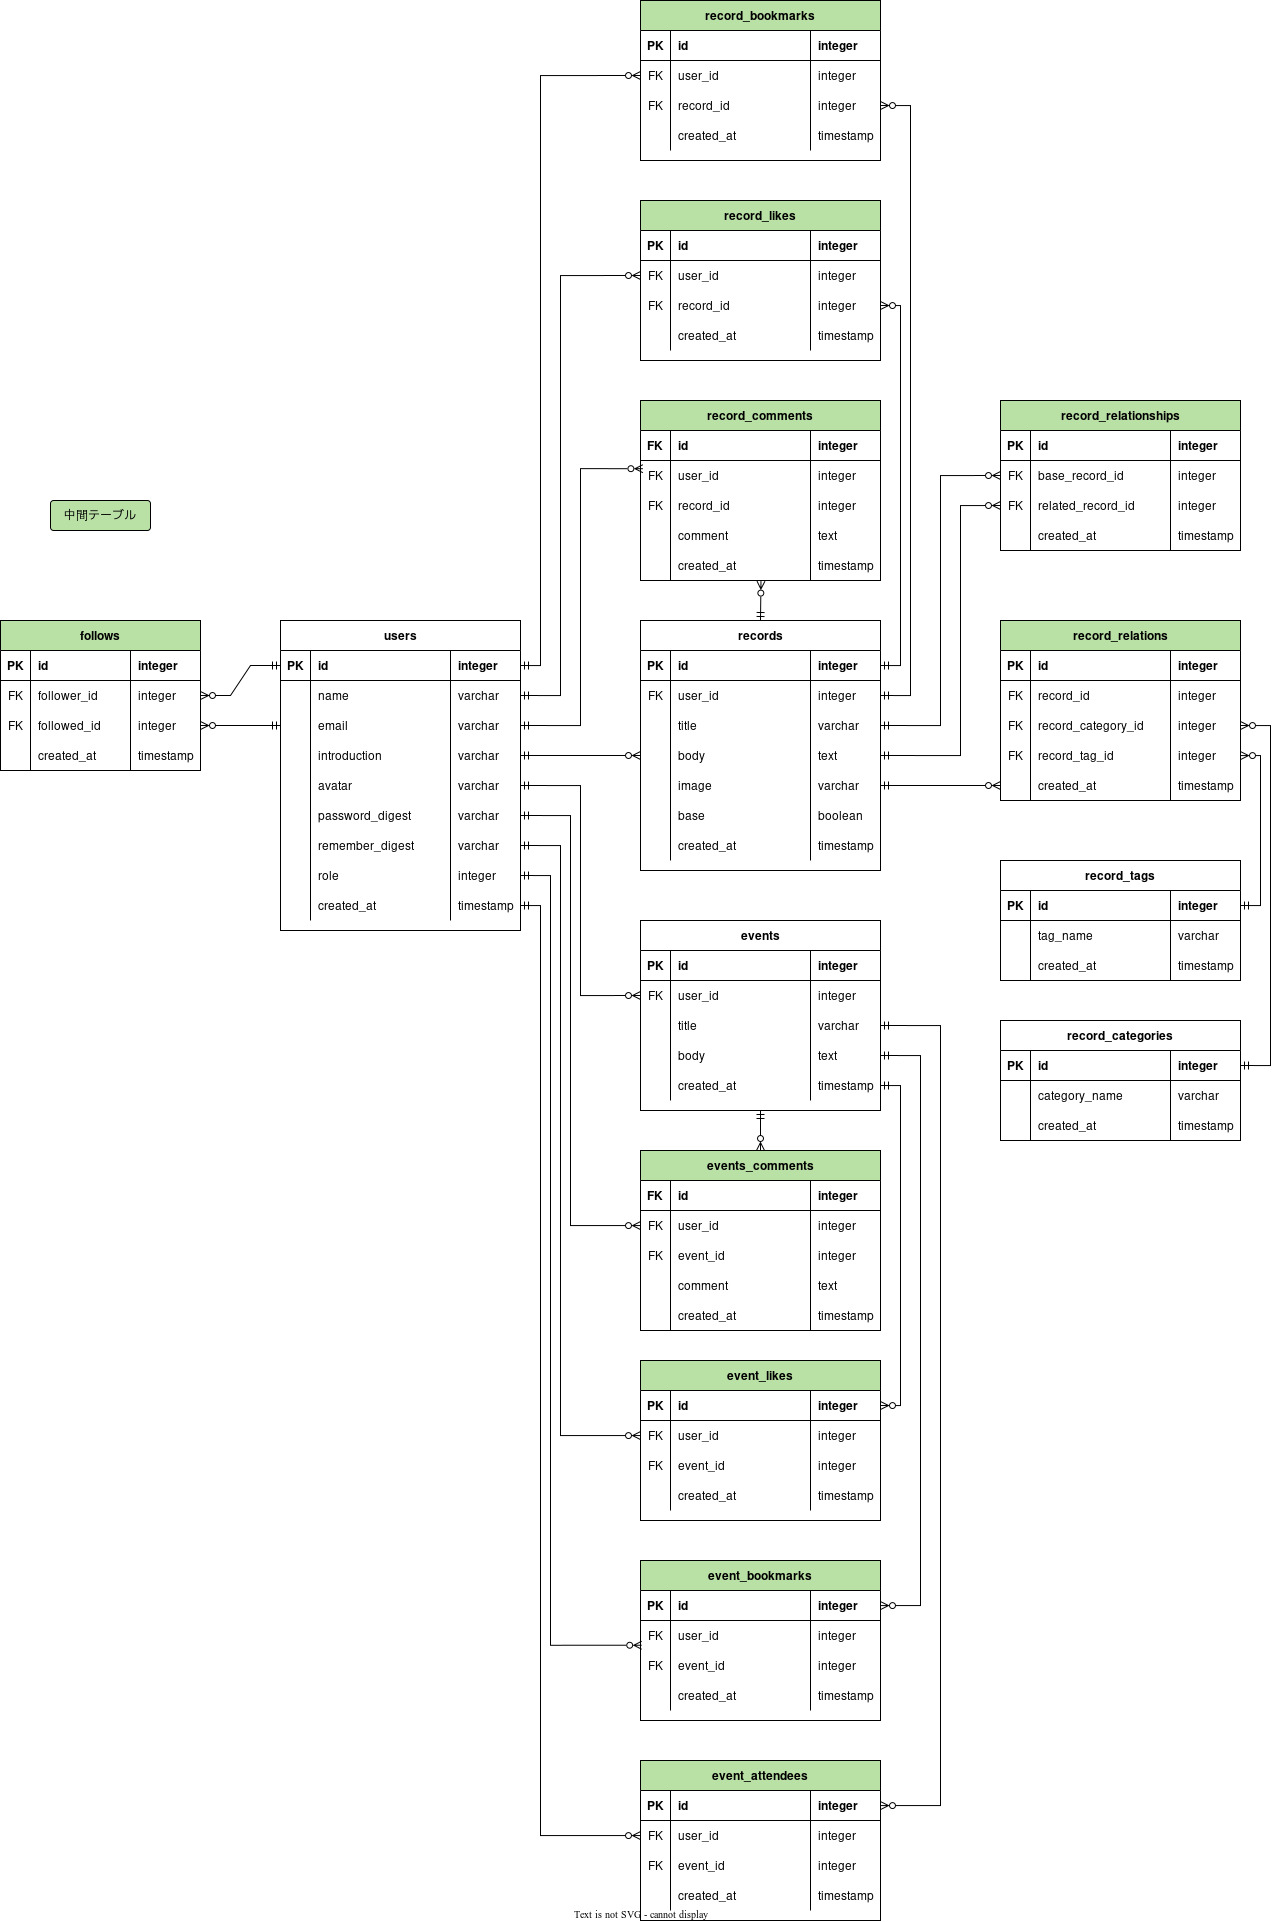 record_bookmarks
PK id integer
FK user_id integer
FK record_id integer
created_at timestamp
record_likes
PK id integer
FK user_id integer
FK record_id integer
created_at timestamp
record_comments
FK id integer
FK user_id integer
FK record_id integer
comment text
created_at timestamp
record_relationships
PK id integer
FK base_record_id integer
FK related_record_id integer
created_at timestamp
中間テーブル
follows
PK id integer
FK follower_id integer
FK followed_id integer
created_at timestamp
users
PK id integer
name varchar
email varchar
introduction varchar
avatar varchar
password_digest varchar
remember_digest varchar
role integer
created_at timestamp
records
PK id integer
FK user_id integer
title varchar
body text
image varchar
base boolean
created_at timestamp
record_relations
PK id integer
FK record_id integer
FK record_category_id integer
FK record_tag_id integer
created_at timestamp
record_tags
PK id integer
tag_name varchar
created_at timestamp
events
PK id integer
FK user_id integer
title varchar
body text
created_at timestamp
record_categories
PK id integer
category_name varchar
created_at timestamp
events_comments
FK id integer
FK user_id integer
FK event_id integer
comment text
created_at timestamp
event_likes
PK id integer
FK user_id integer
FK event_id integer
created_at timestamp
event_bookmarks
PK id integer
FK user_id integer
FK event_id integer
created_at timestamp
event_attendees
PK id integer
FK user_id integer
FK event_id integer
created_at timestamp
Text is not SVG - cannot display